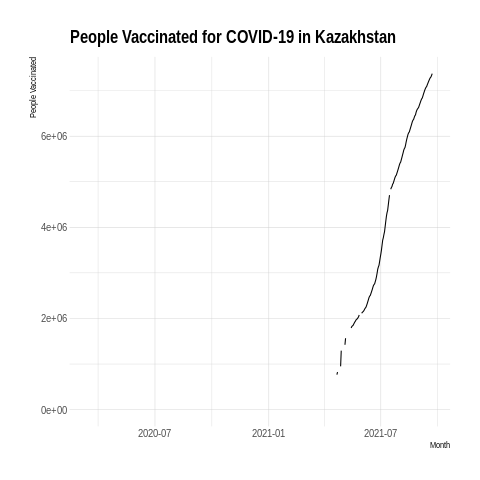 People Vaccinated for COVID-19 in Kazakhstan
People Vaccinated
6e+06
4e+06
2e+06
0e+00
2020-07 2021-01 2021-07
Month